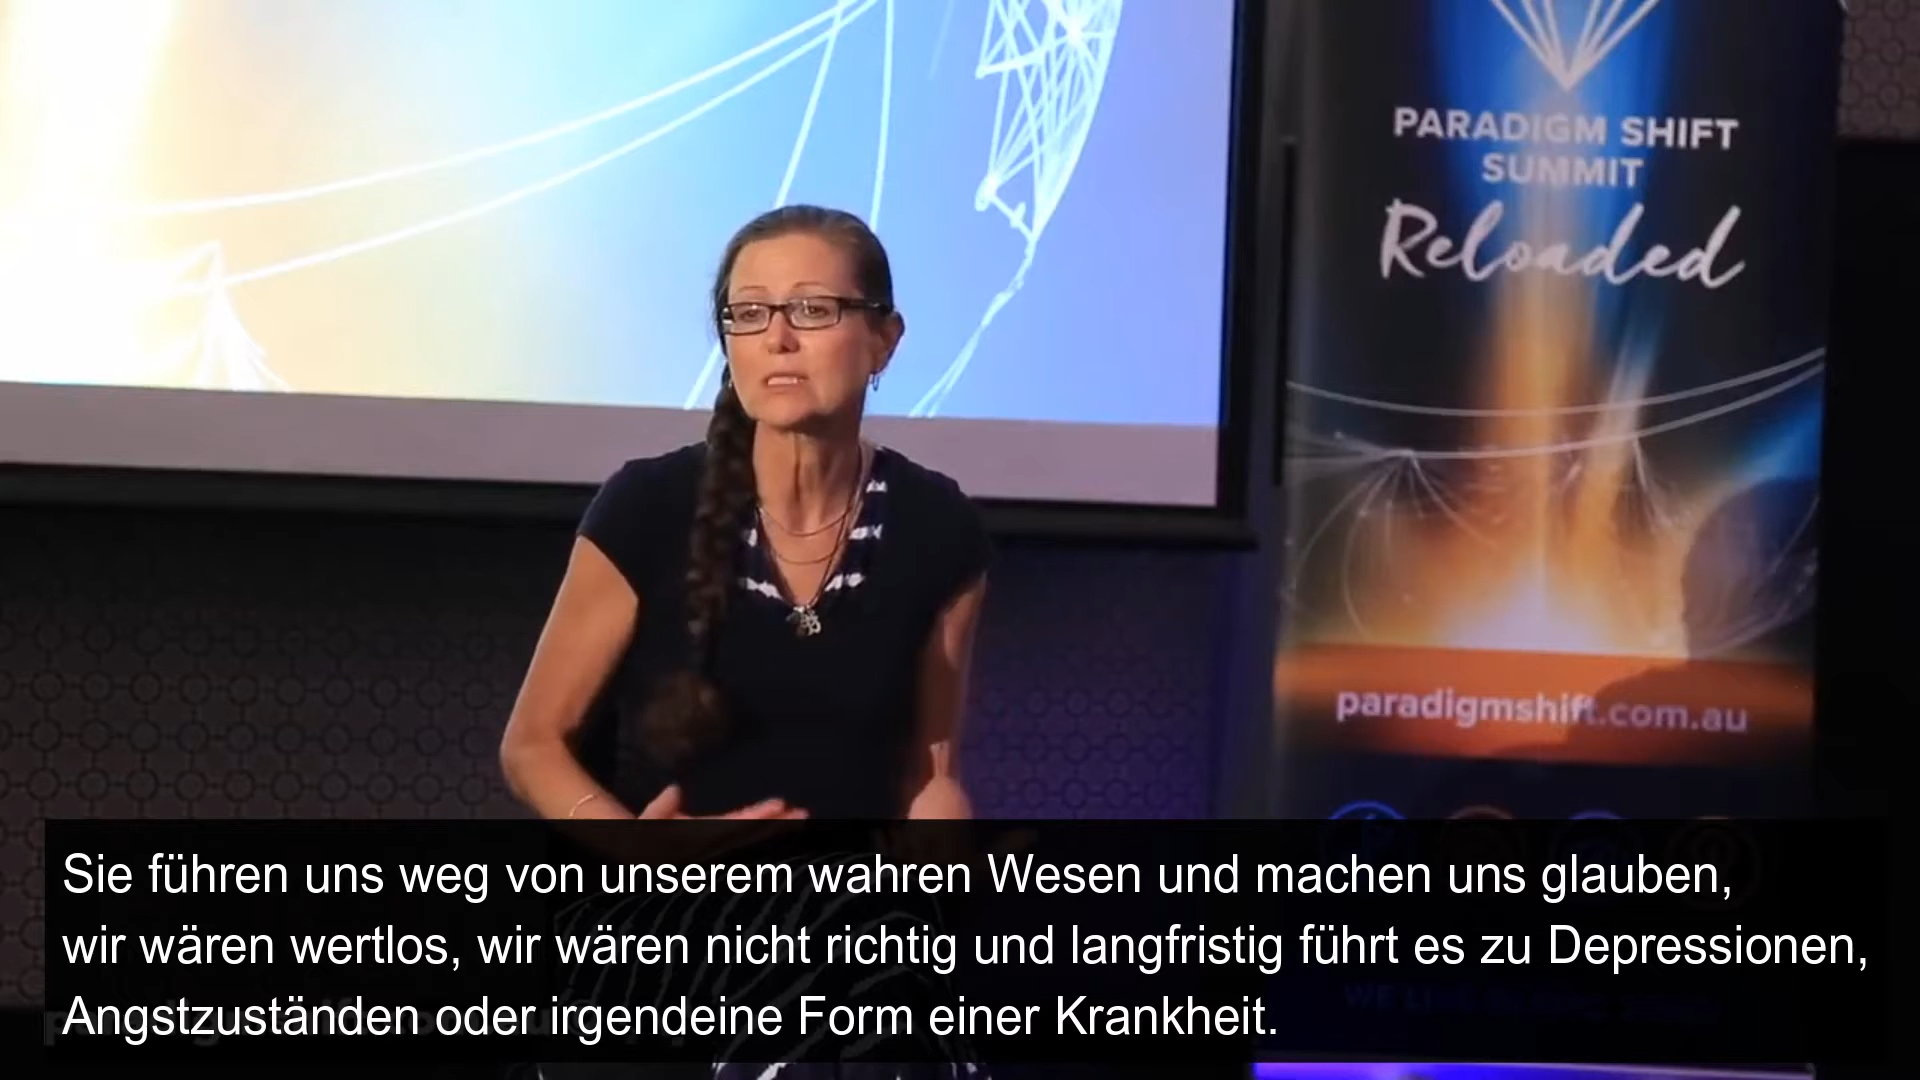 PARADIGM SHIFT
SUMMIT
Reloaded
paradigmshift.com.au
Sie führen uns weg von unserem wahren Wesen und machen uns glauben,
wir wären wertlos, wir wären nicht richtig und langfristig führt es zu Depressionen,
Angstzuständen oder irgendeine Form einer Krankheit.